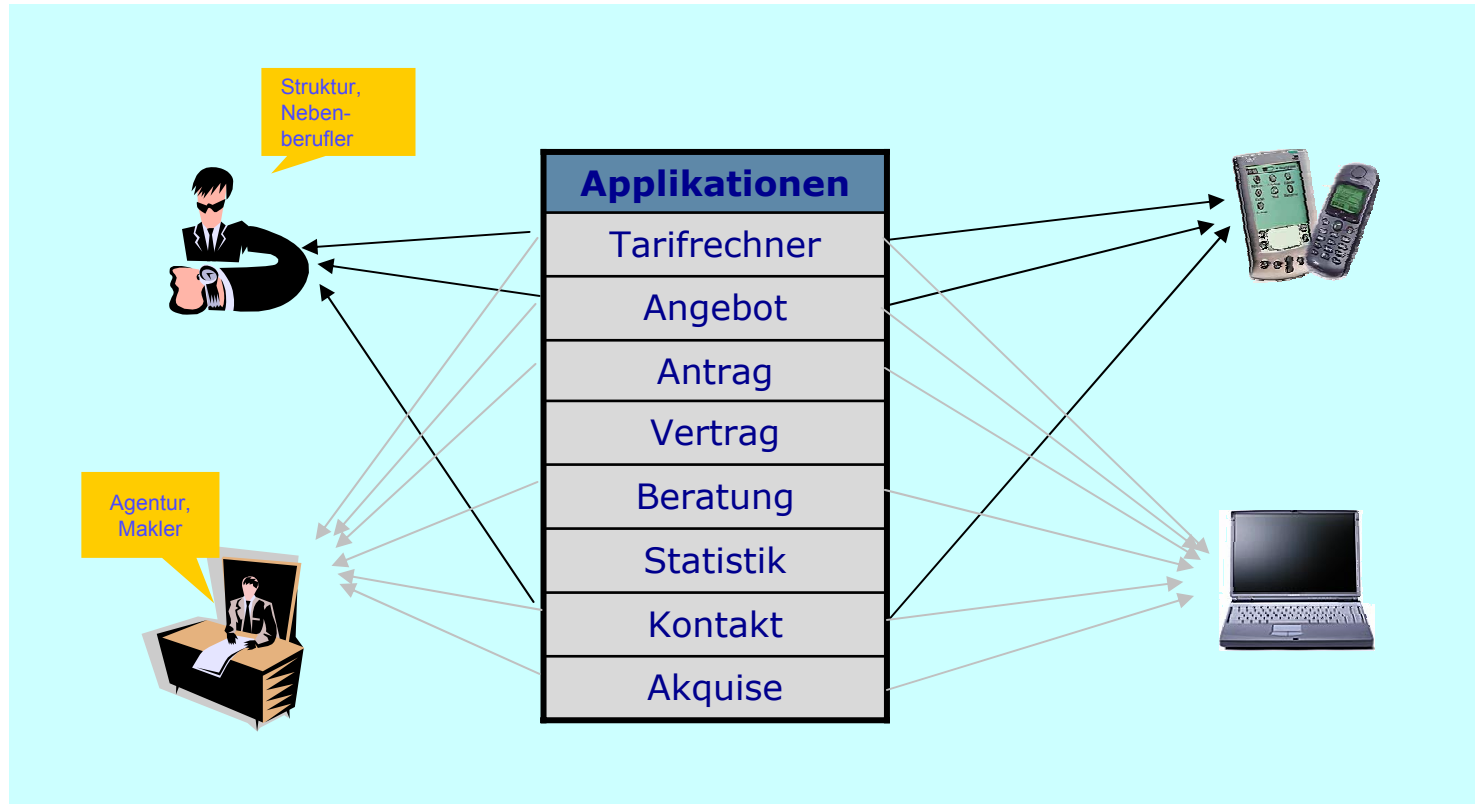 Struktur,
Neben-
berufler
Applikationen
Tarifrechner
Angebot
Antrag
Vertrag
Beratung
Statistik
Kontakt
Akquise
Agentur,
Makler